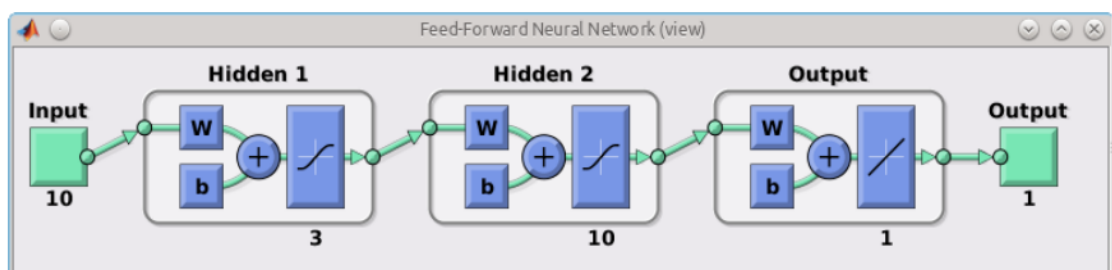 Feed-Forward Neural Network (view)
Hidden 1
Hidden 2
Output
Input
Output
W
W
W
+
+
+
b
b
b
10
1
3
10
1